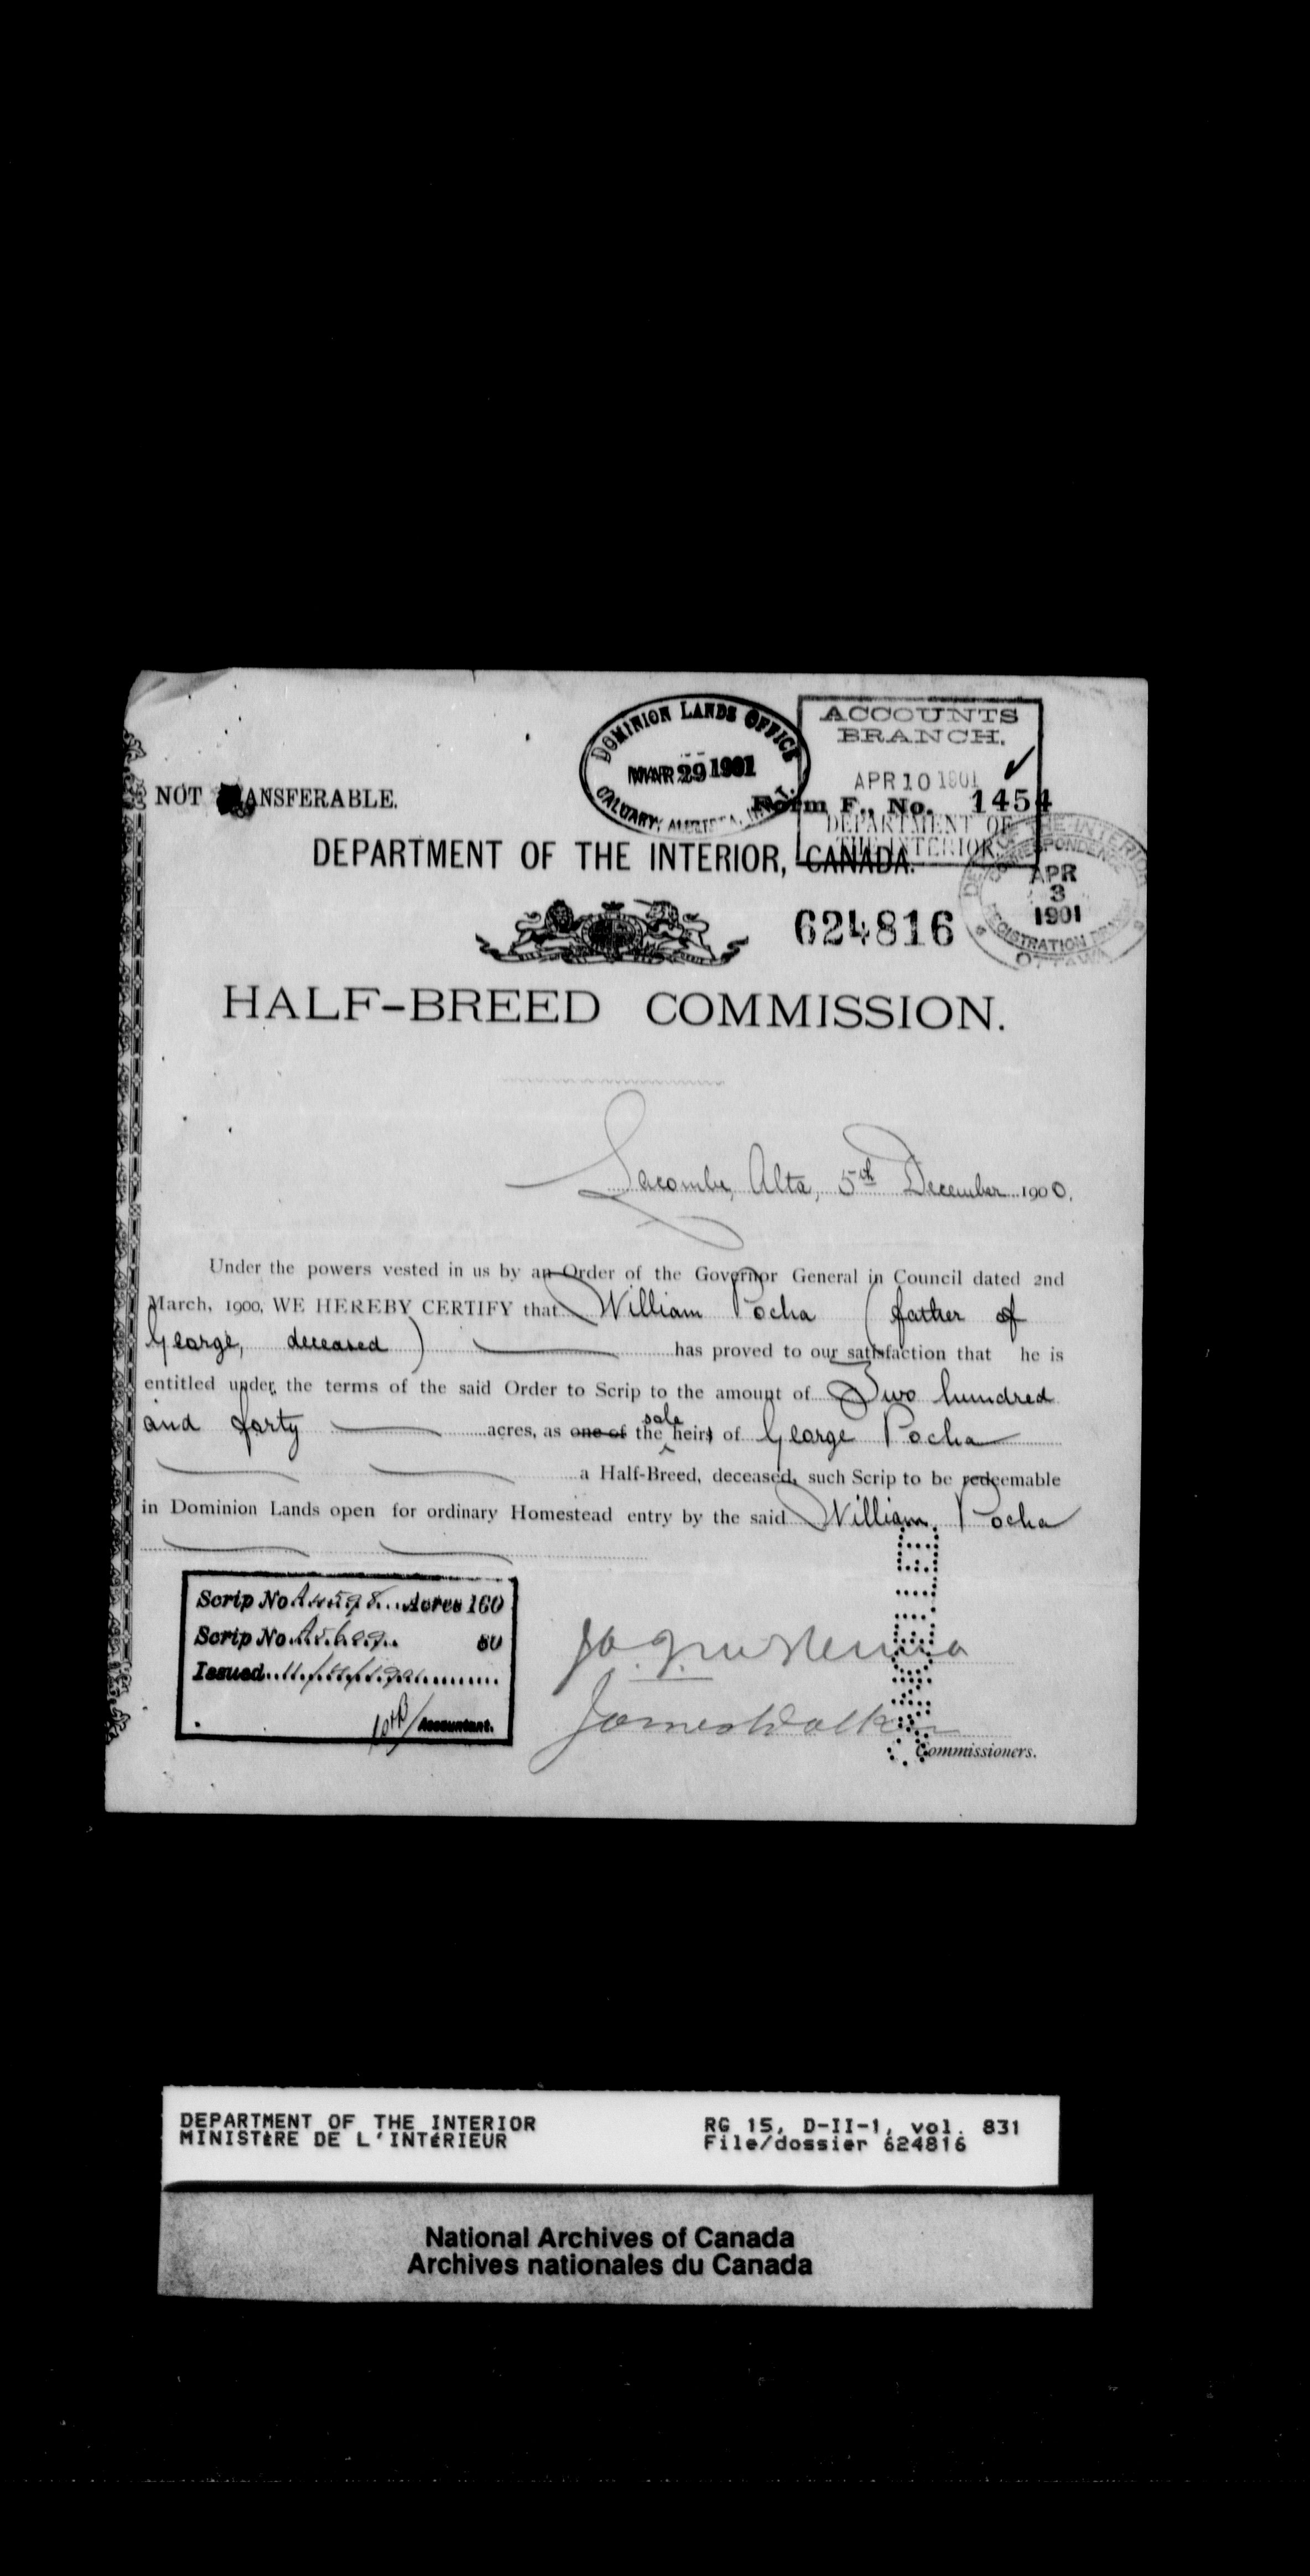 DOMINION LANDS OFFICE
MAR 29 1901
CALGARY, ALBERTA,
ACCOUNTS
BRANCH.
APR 10 1901
DEPARTMENT OF
THE INTERIOR
NOT ANSFERABLE.
Form F., No. 1454
DEPARTMENT OF THE INTERIOR, CANADA.
THE INTERIOR
CORRESPONDENCE
APR
3
1901
REGISTRATION
OTTAWA
624816
HALF-BREED COMMISSION.
Lacombe, Alta, 5th December 1900.
Under the powers vested in us by an Order of the Governor General in Council dated 2nd
March, 1900, WE HEREBY CERTIFY that William Pocha (father of
George, deceased) has proved to our satisfaction that he is
entitled under the terms of the said Order to Scrip to the amount of Two hundred
and forty acres, as one of the sole heirs of George Pocha
a Half-Breed, deceased, such Scrip to be redeemable
in Dominion Lands open for ordinary Homestead entry by the said William Pocha
Scrip No Acres 160
Scrip No 80
Issued
Accountant.
James Walker
Commissioners.
DEPARTMENT OF THE INTERIOR
MINISTÈRE DE L'INTÉRIEUR
RG 15, D-II-1, vol. 831
File/dossier 624816
National Archives of Canada
Archives nationales du Canada